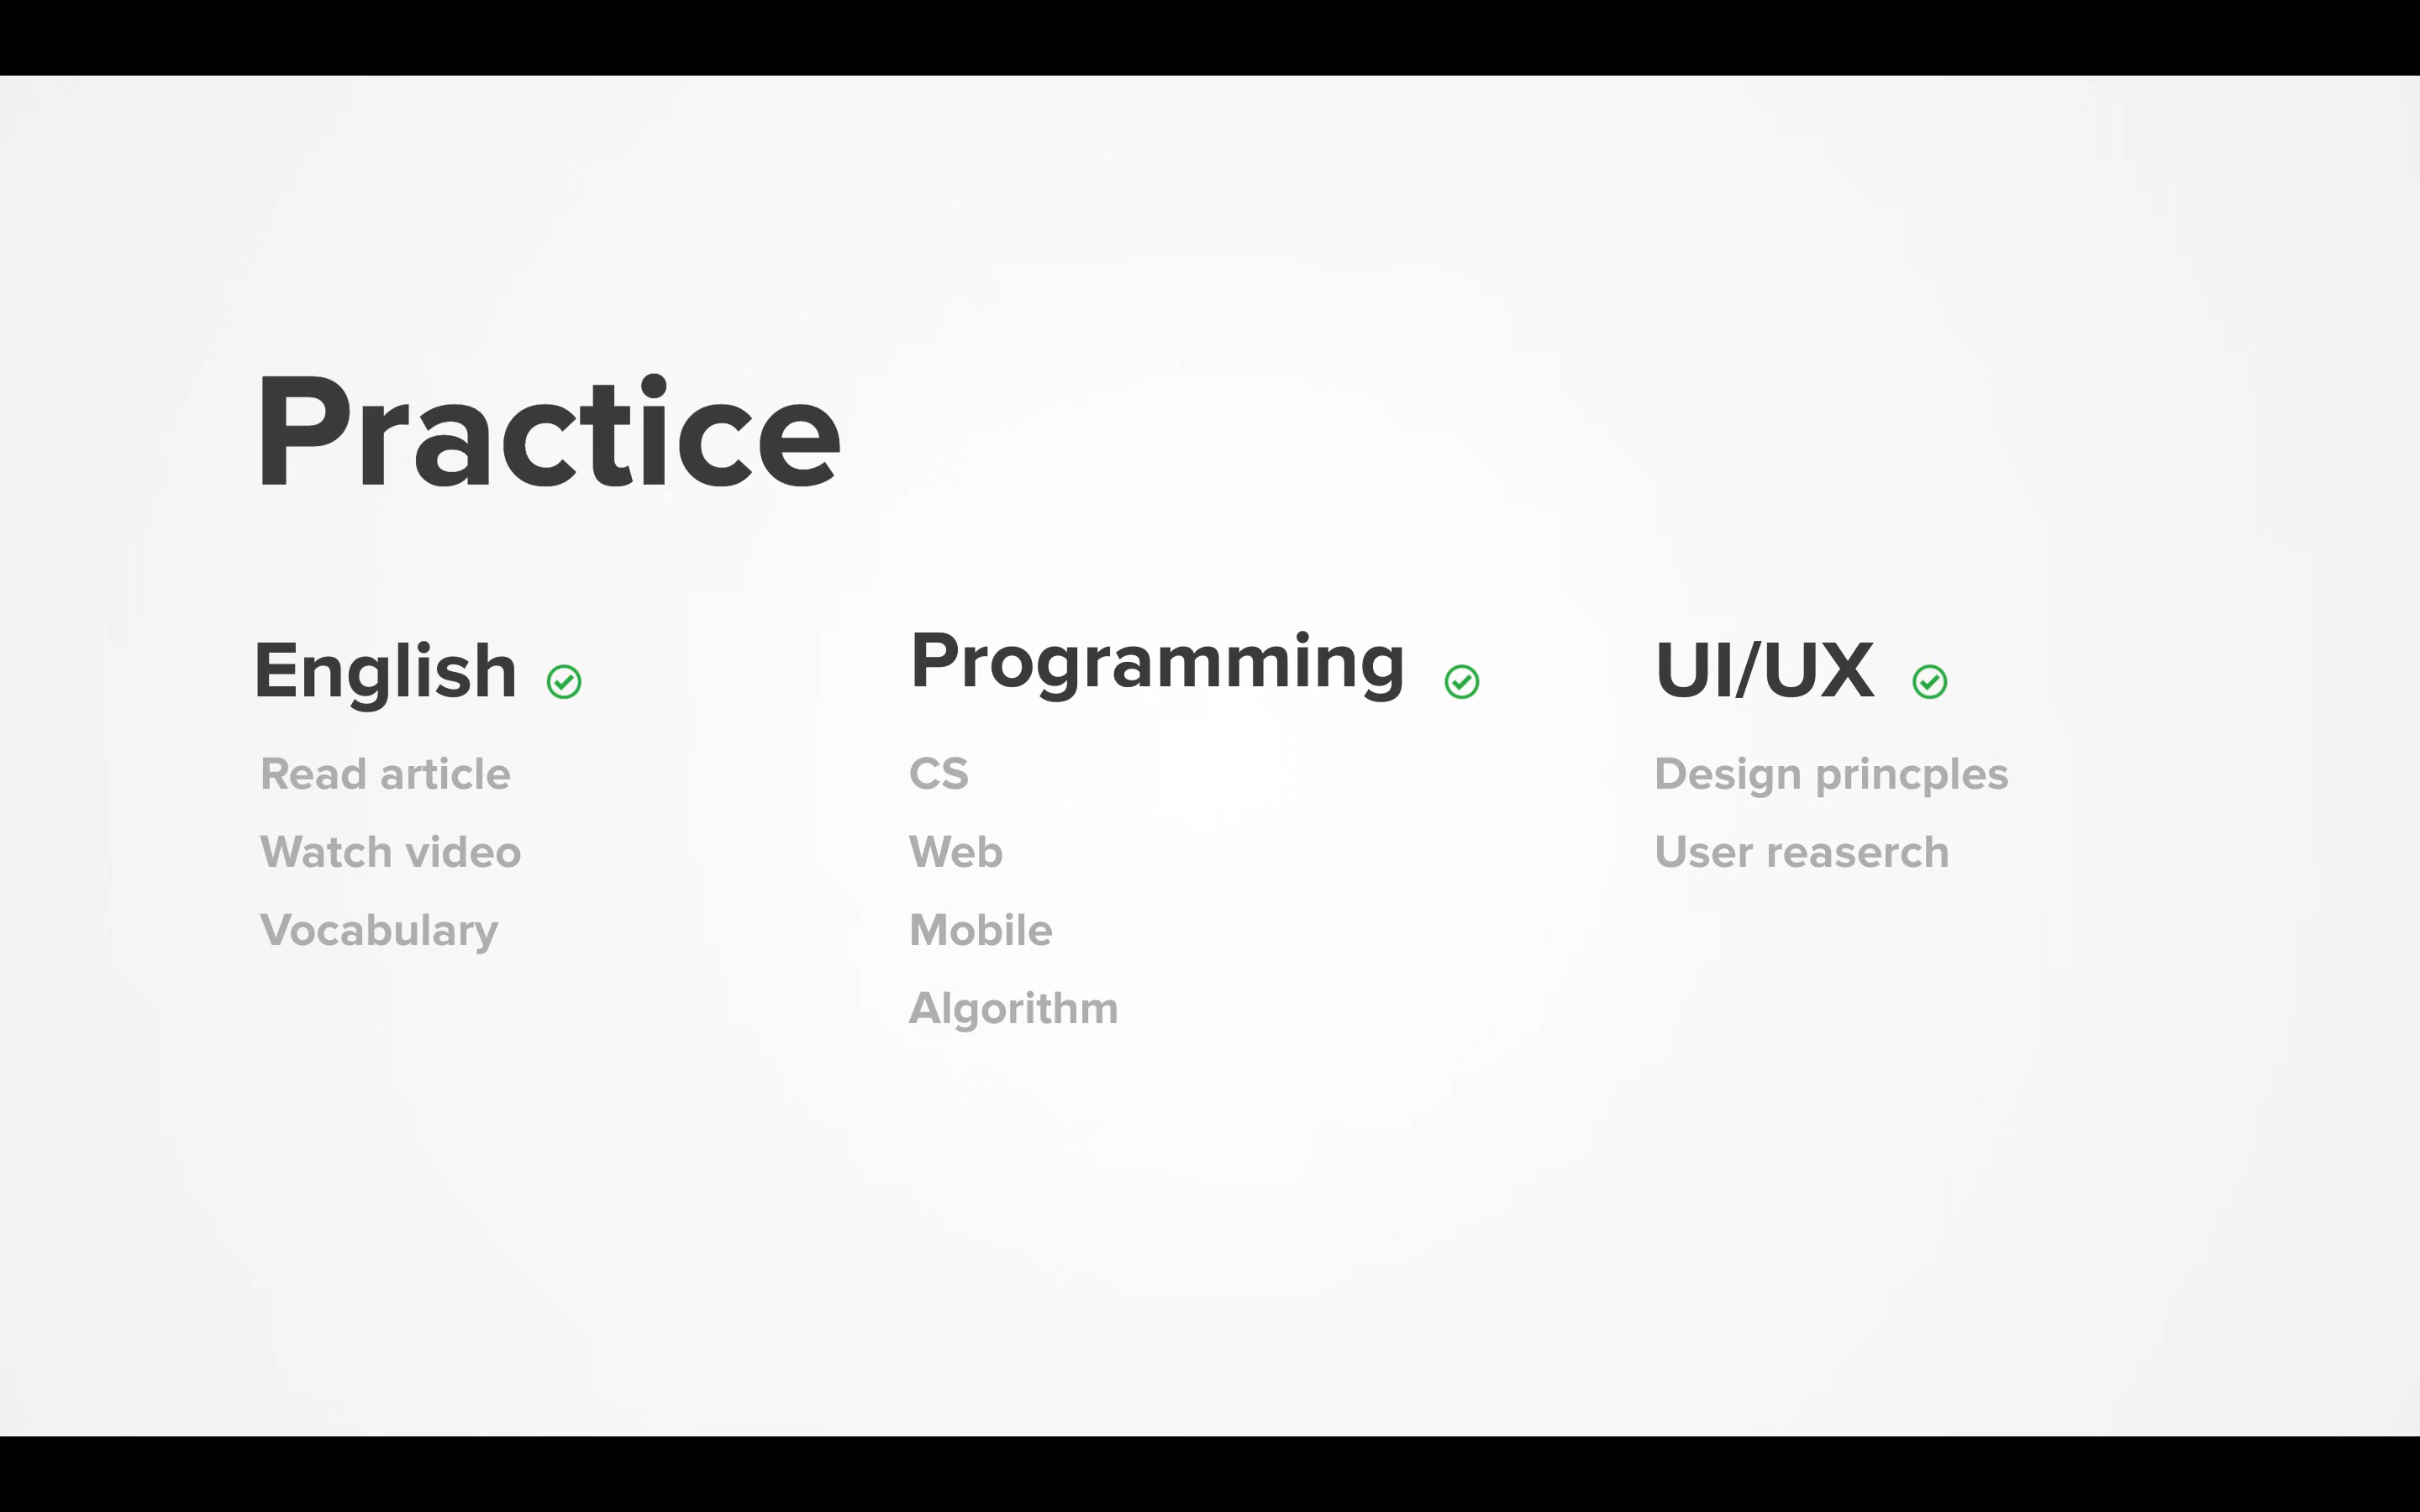 Practice
English
Read article
Watch video
Vocabulary
Programming
CS
Web
Mobile
Algorithm
UI/UX
Design princples
User reaserch